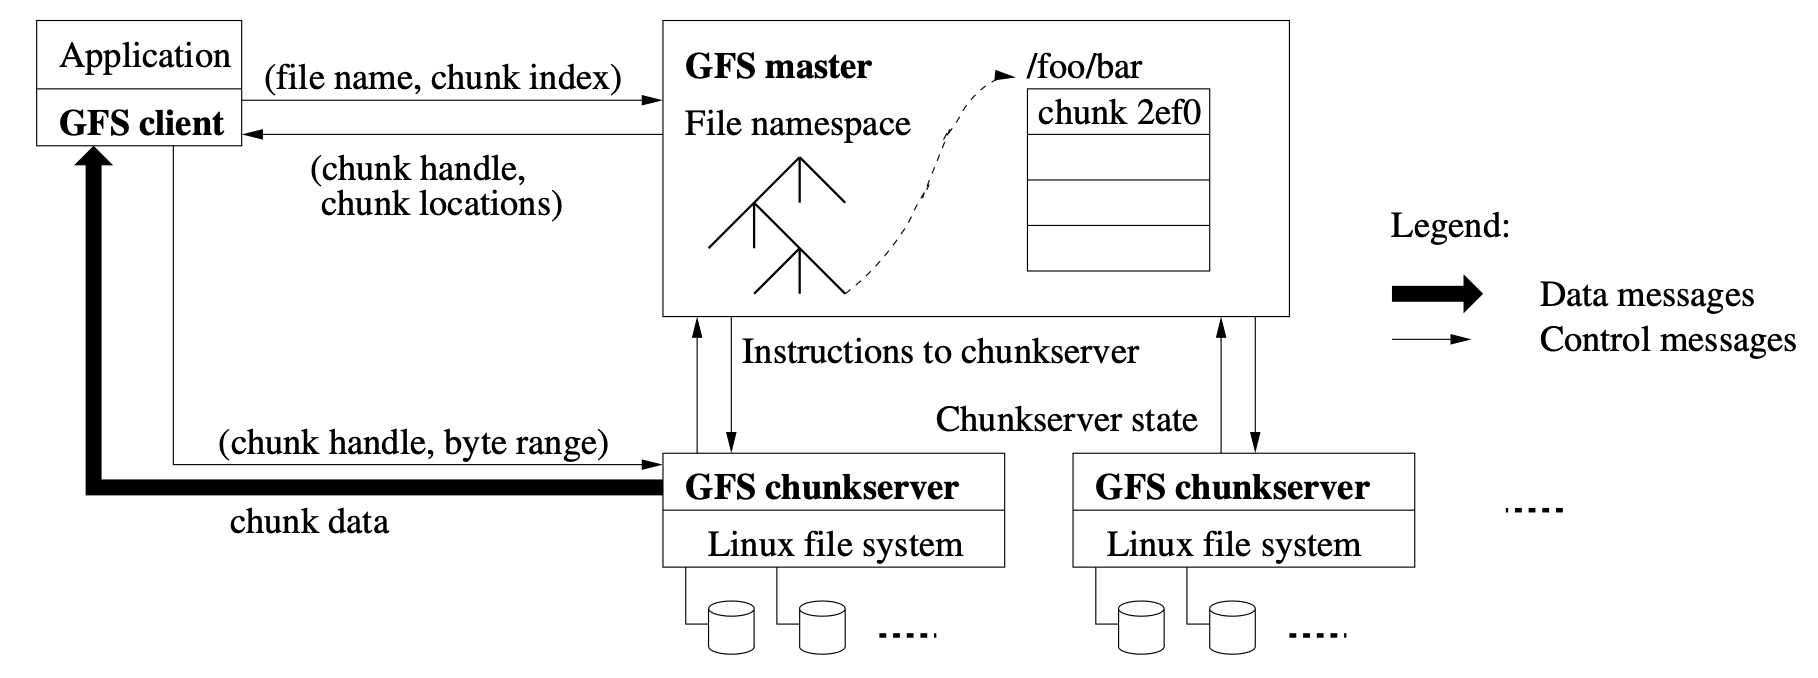 Application
GFS client
(file name, chunk index)
(chunk handle,
chunk locations)
GFS master
File namespace
/foo/bar
chunk 2ef0
Legend:
Data messages
Control messages
Instructions to chunkserver
Chunkserver state
(chunk handle, byte range)
chunk data
GFS chunkserver
Linux file system
GFS chunkserver
Linux file system